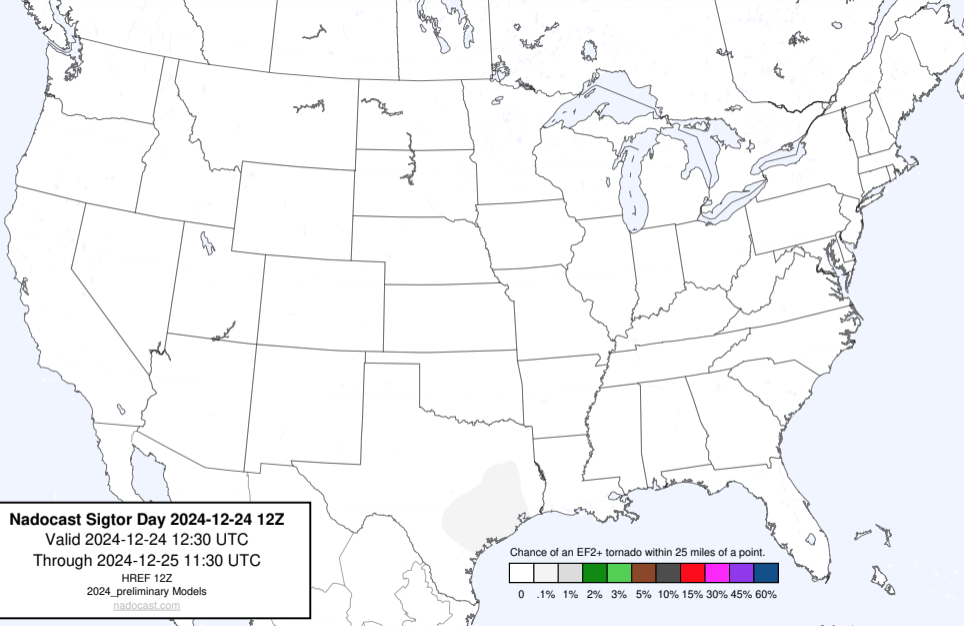 Nadocast Sigtor Day 2024-12-24 12Z
Valid 2024-12-24 12:30 UTC
Through 2024-12-25 11:30 UTC
HREF 12Z
2024_preliminary Models
nadocast.com
Chance of an EF2+ tornado within 25 miles of a point.
0 .1% 1% 2% 3% 5% 10% 15% 30% 45% 60%